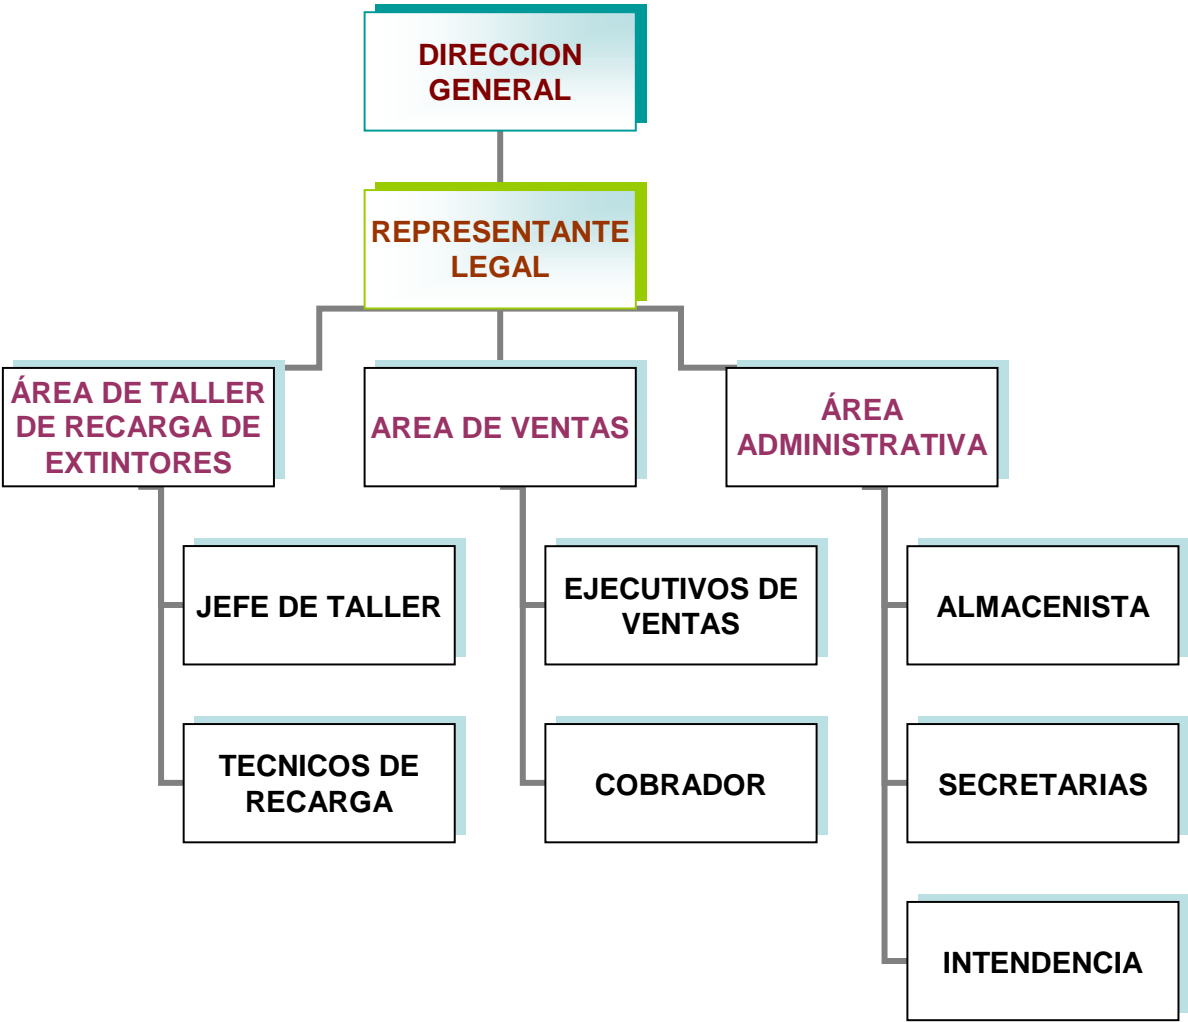 DIRECCION
GENERAL
REPRESENTANTE
LEGAL
ÁREA DE TALLER
DE RECARGA DE
EXTINTORES
AREA DE VENTAS
ÁREA
ADMINISTRATIVA
JEFE DE TALLER
EJECUTIVOS DE
VENTAS
ALMACENISTA
TECNICOS DE
RECARGA
COBRADOR
SECRETARIAS
INTENDENCIA